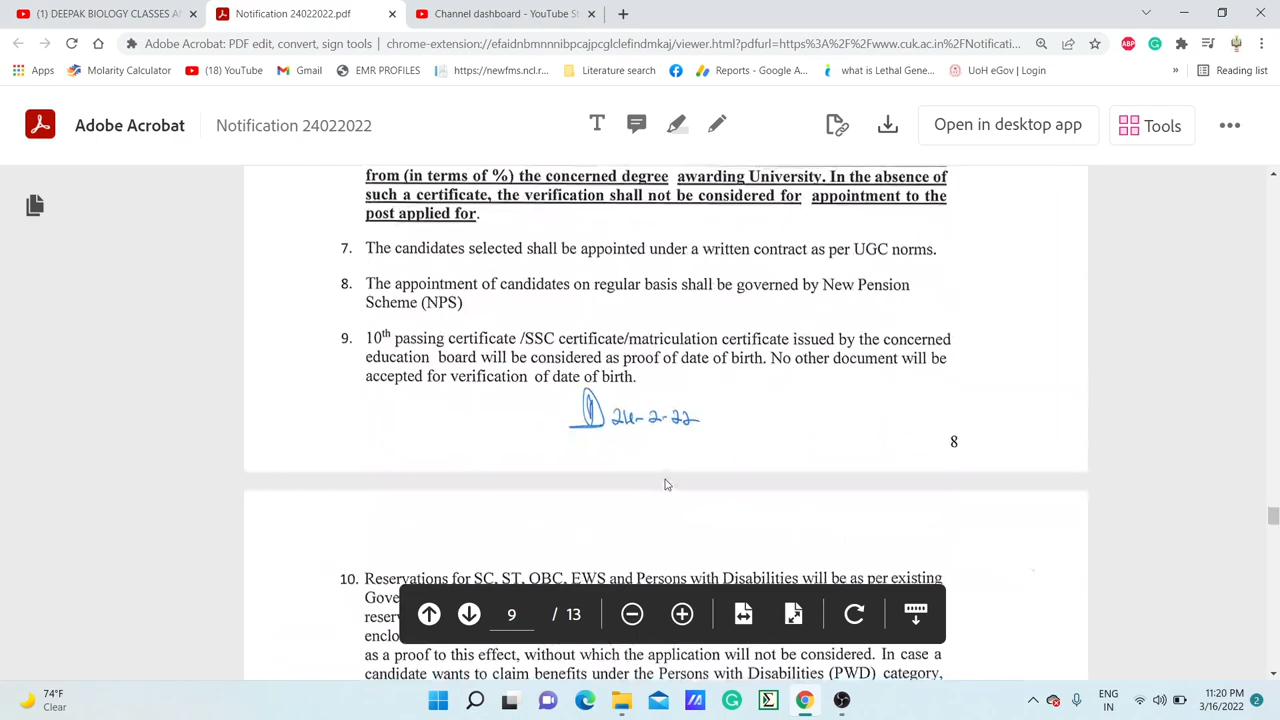 (1) DEEPAK BIOLOGY CLASSES A
Notification 24022022.pdf
Channel dashboard - YouTube St
Adobe Acrobat: PDF edit, convert, sign tools | chrome-extension://efaidnbmnnnibpcajpcglclefindmkaj/viewer.html?pdfurl=https%3A%2F%2Fwww.cuk.ac.in%2FNotificati...
Apps
Molarity Calculator
(18) YouTube
Gmail
EMR PROFILES
https://newfms.ncl.r...
Literature search
Reports - Google A...
what is Lethal Gene...
UoH eGov | Login
»
Reading list
Adobe Acrobat
Notification 24022022
Open in desktop app
Tools
from (in terms of %) the concerned degree awarding University. In the absence of
such a certificate, the verification shall not be considered for appointment to the
post applied for.
7. The candidates selected shall be appointed under a written contract as per UGC norms.
8. The appointment of candidates on regular basis shall be governed by New Pension
Scheme (NPS)
9. 10th passing certificate /SSC certificate/matriculation certificate issued by the concerned
education board will be considered as proof of date of birth. No other document will be
accepted for verification of date of birth.
24-2-22
8
10. Reservations for SC, ST, OBC, EWS and Persons with Disabilities will be as per existing
Gove
reserv
enclo
9 / 13
as a proof to this effect, without which the application will not be considered. In case a
candidate wants to claim benefits under the Persons with Disabilities (PWD) category,
74°F
Clear
ENG
IN
11:20 PM
3/16/2022
2